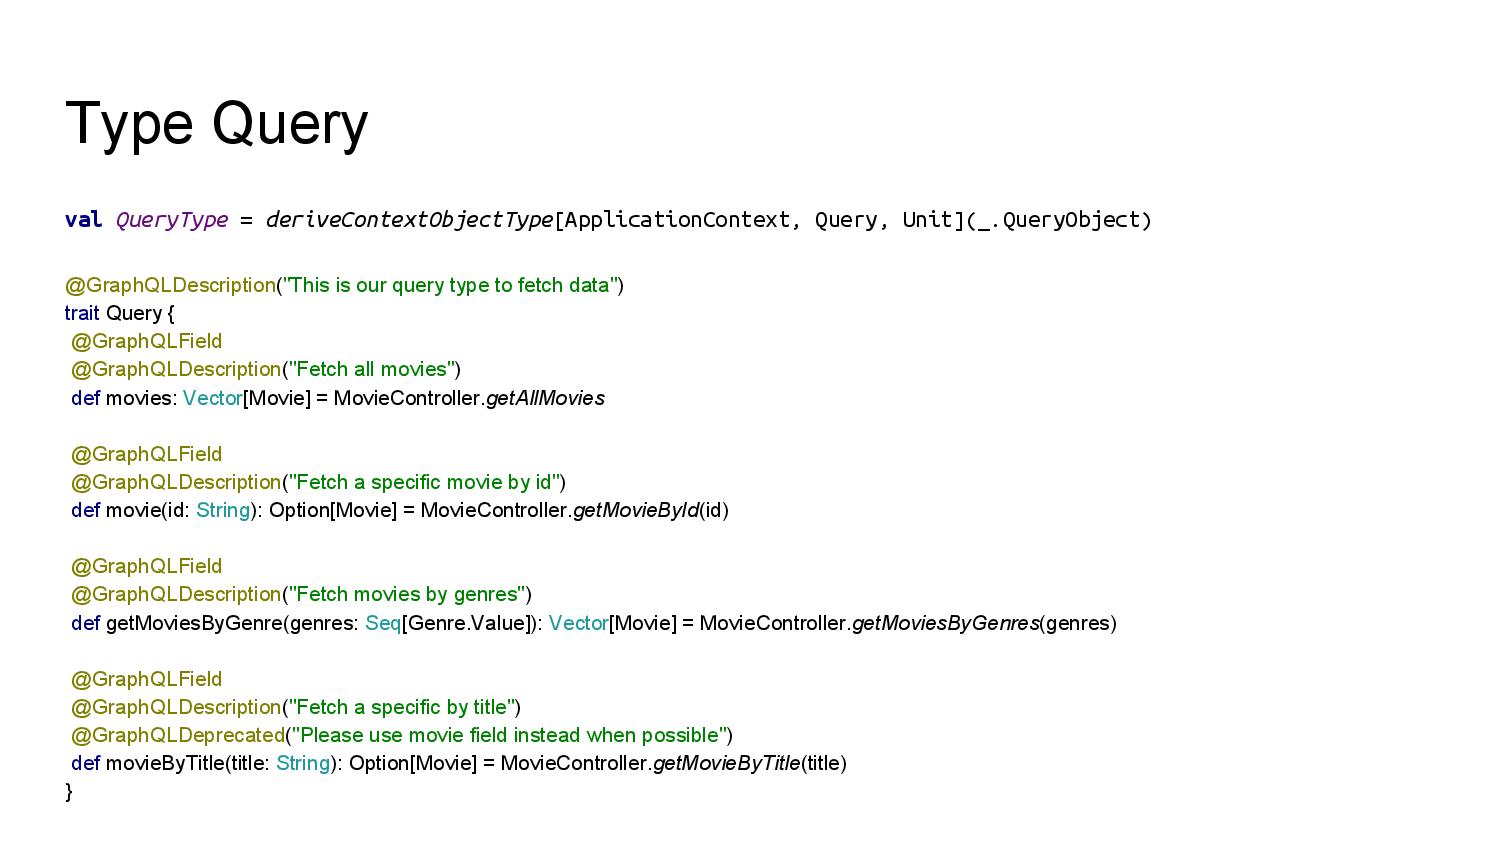 Type Query
val QueryType = deriveContextObjectType[ApplicationContext, Query, Unit](_.QueryObject)
@GraphQLDescription("This is our query type to fetch data")
trait Query {
@GraphQLField
@GraphQLDescription("Fetch all movies")
def movies: Vector[Movie] = MovieController.getAllMovies
@GraphQLField
@GraphQLDescription("Fetch a specific movie by id")
def movie(id: String): Option[Movie] = MovieController.getMovieById(id)
@GraphQLField
@GraphQLDescription("Fetch movies by genres")
def getMoviesByGenre(genres: Seq[Genre.Value]): Vector[Movie] = MovieController.getMoviesByGenres(genres)
@GraphQLField
@GraphQLDescription("Fetch a specific by title")
@GraphQLDeprecated("Please use movie field instead when possible")
def movieByTitle(title: String): Option[Movie] = MovieController.getMovieByTitle(title)
}